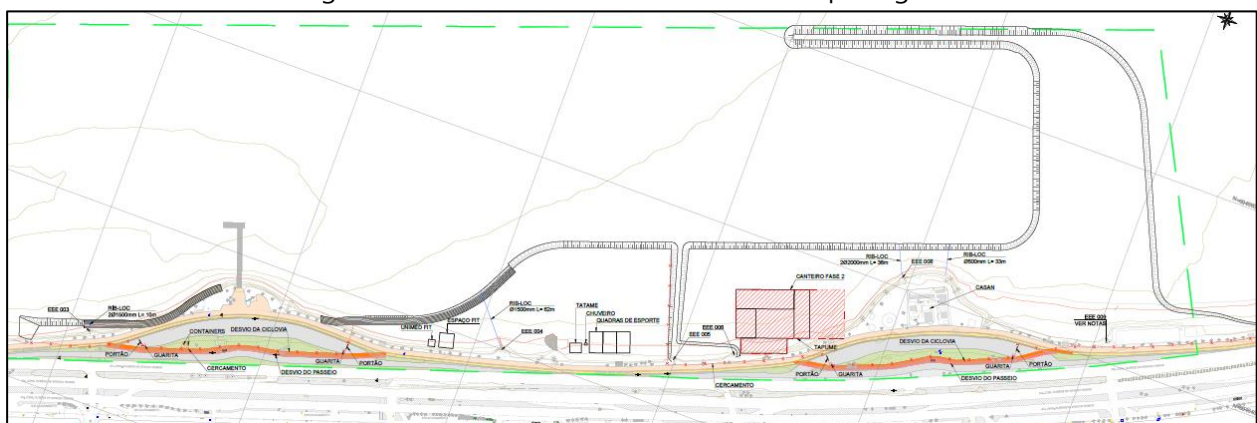 EEE 003
RIB-LOC
2Ø1500mm L= 10m
CONTAINERS
DESVIO DA CICLOVIA
PORTÃO
GUARITA
CERCAMENTO
GUARITA
DESVIO DO PASSEIO
PORTÃO
UNIMED FIT
ESPAÇO FIT
RIB-LOC
1Ø1500mm L= 62m
EEE 004
TATAME
CHUVEIRO
QUADRAS DE ESPORTE
EEE 006
EEE 005
CERCAMENTO
CANTEIRO FASE 2
TAPUME
PORTÃO
GUARITA
RIB-LOC
2Ø2000mm L= 36m
EEE 008
RIB-LOC
L= 33m
CASAN
DESVIO DA CICLOVIA
GUARITA
PORTÃO
DESVIO DO PASSEIO
EEE 009
VER NOTAS